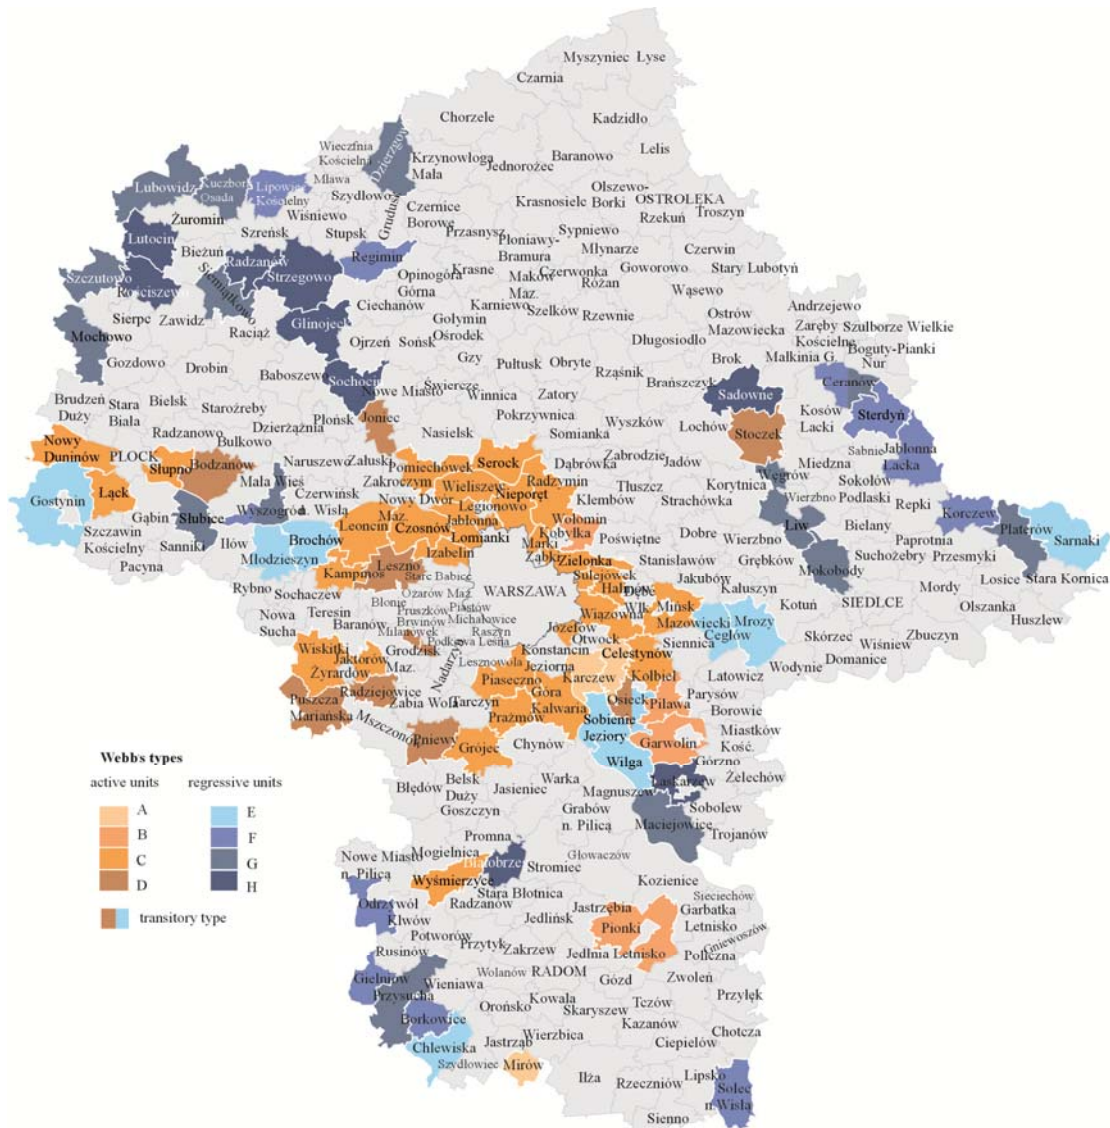 Myszyniec Lyse
Czarnia
Chorzele
Kadzidło
Wieczfnia
Kościelna
Dzierzgow
Krzynowłoga
Mała
Jednorożec
Baranowo
Lelis
Lubowidz
Kuczbor
Osada
Lipowiec
Kościelny
Mława
Szydłowo
Grudusk
Czernice
Borowe
Krasnosielc
Olszewo-
Borki
OSTROŁĘKA
Rzekuń
Troszyn
Żuromin
Wiśniewo
Szreńsk
Stupsk
Przasnysz
Płoniawy-
Bramura
Sypniewo
Młynarze
Czerwin
Lutocin
Bieżuń
Radzanów
Strzegowo
Regimin
Opinogóra
Górna
Krasne
Maków
Maz.
Czerwonka
Różan
Goworowo
Stary Lubotyń
Wąsewo
Szczutowo
Rościszewo
Siemiątkowo
Ciechanów
Karniewo
Szelków
Rzewnie
Ostrów
Mazowiecka
Andrzejewo
Zaręby
Kościelne
Szulborze Wielkie
Boguty-Pianki
Nur
Sierpc
Zawidz
Raciąż
Glinojeck
Gołymin
Ośrodek
Ojrzeń
Sońsk
Gzy
Pułtusk
Obryte
Rząśnik
Długosiodło
Brok
Małkinia G.
Mochowo
Gozdowo
Drobin
Baboszewo
Sochocin
Nowe Miasto
Świercze
Winnica
Zatory
Brańszczyk
Sadowne
Ceranów
Kosów
Lacki
Sterdyń
Brudzeń
Duży
Stara
Biała
Bielsk
Staroźreby
Radzanowo
Bulkowo
Dzierżążnia
Płońsk
Joniec
Nasielsk
Pokrzywnica
Somianka
Wyszków
Lochów
Stoczek
Sabnie
Jabłonna
Lacka
Nowy
Duninów
PŁOCK
Słupno
Bodzanów
Mała Wieś
Naruszewo
Załuski
Pomiechówek
Serock
Dąbrówka
Zabrodzie
Jadów
Węgrów
Miedzna
Gostynin
Łąck
Gąbin
Słubice
Wyszogród
Czerwińsk
n. Wisłą
Zakroczym
Nowy Dwór
Maz.
Wieliszew
Legionowo
Nieporęt
Radzymin
Klembów
Tłuszcz
Strachówka
Korytnica
Wierzbno
Sokołów
Podlaski
Repki
Korczew
Platerów
Sarnaki
Szczawin
Kościelny
Sanniki
Iłów
Młodzieszyn
Brochów
Leoncin
Czosnów
Jabłonna
Łomianki
Wołomin
Kobyłka
Poświętne
Dobre
Wierzbno
Liw
Bielany
Paprotnia
Pacyna
Rybno
Sochaczew
Kampinos
Leszno
Izabelin
Stare Babice
Marki
Ząbki
Zielonka
Sulejówek
Stanisławów
Grębków
Mokobody
Suchożebry
Przesmyki
Łosice
Stara Kornica
Nowa
Sucha
Teresin
Baranów
Błonie
Ożarów Maz.
Pruszków
Piastów
WARSZAWA
Halinów
Dębe
Wlk.
Jakubów
Kałuszyn
Kotuń
SIEDLCE
Mordy
Olszanka
Huszlew
Brwinów
Michałowice
Milanówek
Raszyn
Podkowa Leśna
Grodzisk
Maz.
Nadarzyn
Wiązowna
Mińsk
Mazowiecki
Mrozy
Cegłów
Siennica
Skórzec
Wiśniew
Zbuczyn
Domanice
Wodynie
Latowicz
Wiskitki
Jaktorów
Żyrardów
Radziejowice
Puszcza
Mariańska
Żabia Wola
Mszczonów
Lesznowola
Tarczyn
Józefów
Otwock
Konstancin
Jeziorna
Piaseczno
Góra
Kalwaria
Prażmów
Celestynów
Karczew
Kolbiel
Osieck
Pilawa
Parysów
Borowie
Miastków
Kość.
Garwolin
Górzno
Pniewy
Grójec
Chynów
Sobienie
Jeziory
Wilga
Łaskarzew
Żelechów
Sobolew
Maciejowice
Trojanów
Błędów
Belsk
Duży
Jasieniec
Goszczyn
Warka
Magnuszew
Grabów
n. Pilicą
Webb's types
active units
regressive units
A
B
C
D
E
F
G
H
transitory type
Promna
Mogielnica
Nowe Miasto
n. Pilicą
Wyśmierzyce
Białobrzegi
Stromiec
Głowaczów
Kozienice
Sieciechów
Stara Błotnica
Radzanów
Jedlińsk
Jastrzębia
Pionki
Garbatka
Letnisko
Gniewoszów
Odrzywół
Klwów
Potworów
Przytyk
Zakrzew
Jedlnia Letnisko
Policzna
Rusinów
Gielniów
Przysucha
Wieniawa
Wolanów
RADOM
Gózd
Zwoleń
Borkowice
Orońsko
Kowala
Skaryszew
Tczów
Przyłęk
Kazanów
Chlewiska
Szydłowiec
Jastrząb
Wierzbica
Mirów
Ciepielów
Chotcza
Iłża
Rzeczniów
Lipsko
Solec
n. Wisłą
Sienno